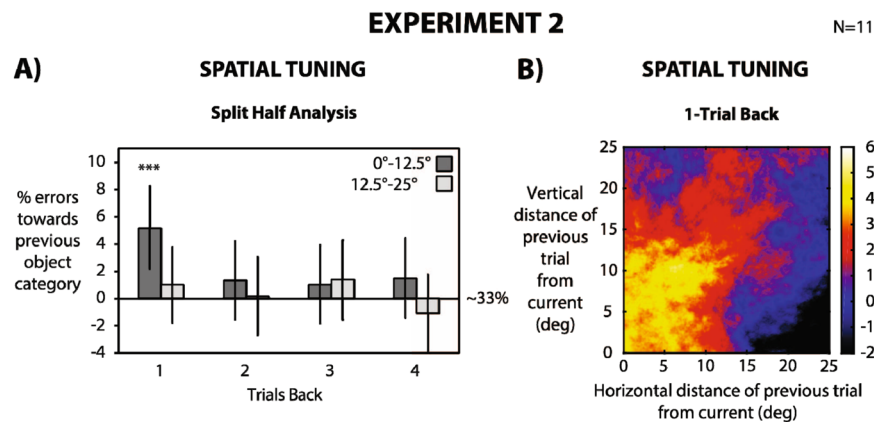 EXPERIMENT 2
N=11
A)
SPATIAL TUNING
Split Half Analysis
% errors
towards
previous
object
category
10
8
6
4
2
0
-2
-4
***
0°-12.5°
12.5°-25°
~33%
1 2 3 4
Trials Back
B)
SPATIAL TUNING
1-Trial Back
Vertical
distance of
previous
trial
from
current
(deg)
25
20
15
10
5
0
0 5 10 15 20 25
Horizontal distance of previous trial
from current (deg)
6
5
4
3
2
1
0
-1
-2